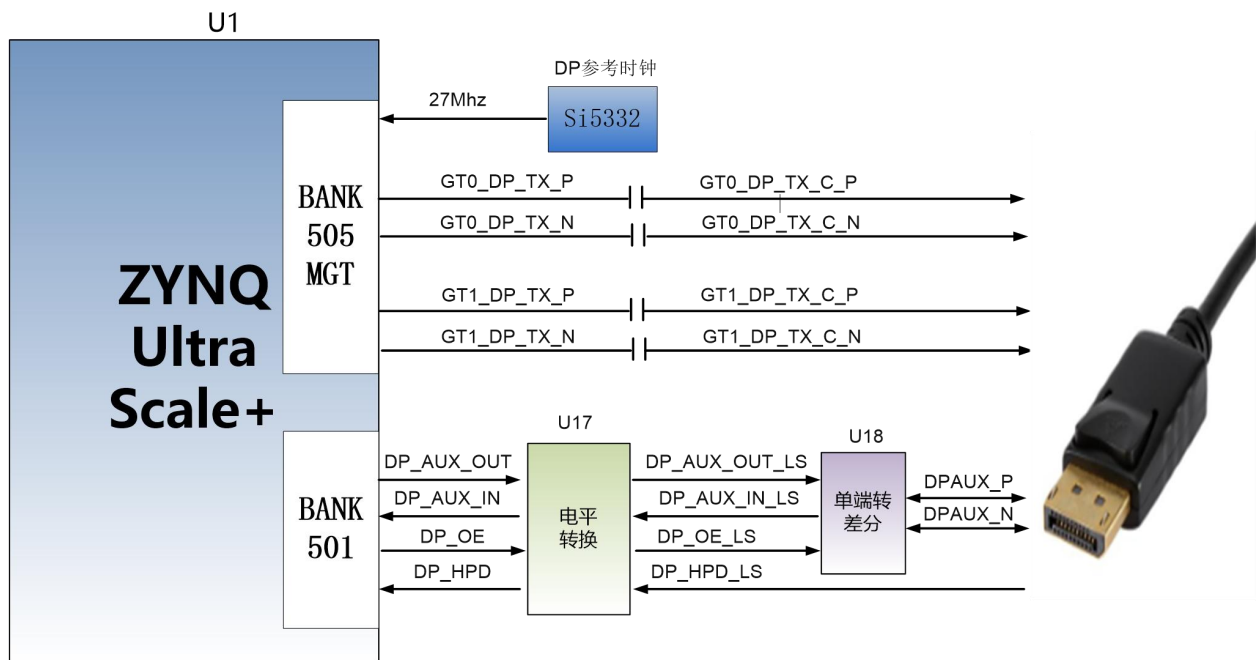 U1
DP参考时钟
27Mhz
Si5332
BANK
505
MGT
GT0_DP_TX_P
GT0_DP_TX_C_P
GT0_DP_TX_N
GT0_DP_TX_C_N
ZYNQ
Ultra
Scale+
GT1_DP_TX_P
GT1_DP_TX_C_P
GT1_DP_TX_N
GT1_DP_TX_C_N
U17
U18
BANK
501
DP_AUX_OUT
DP_AUX_IN
DP_OE
DP_HPD
电平
转换
DP_AUX_OUT_LS
DP_AUX_IN_LS
DP_OE_LS
DP_HPD_LS
单端转
差分
DPAUX_P
DPAUX_N